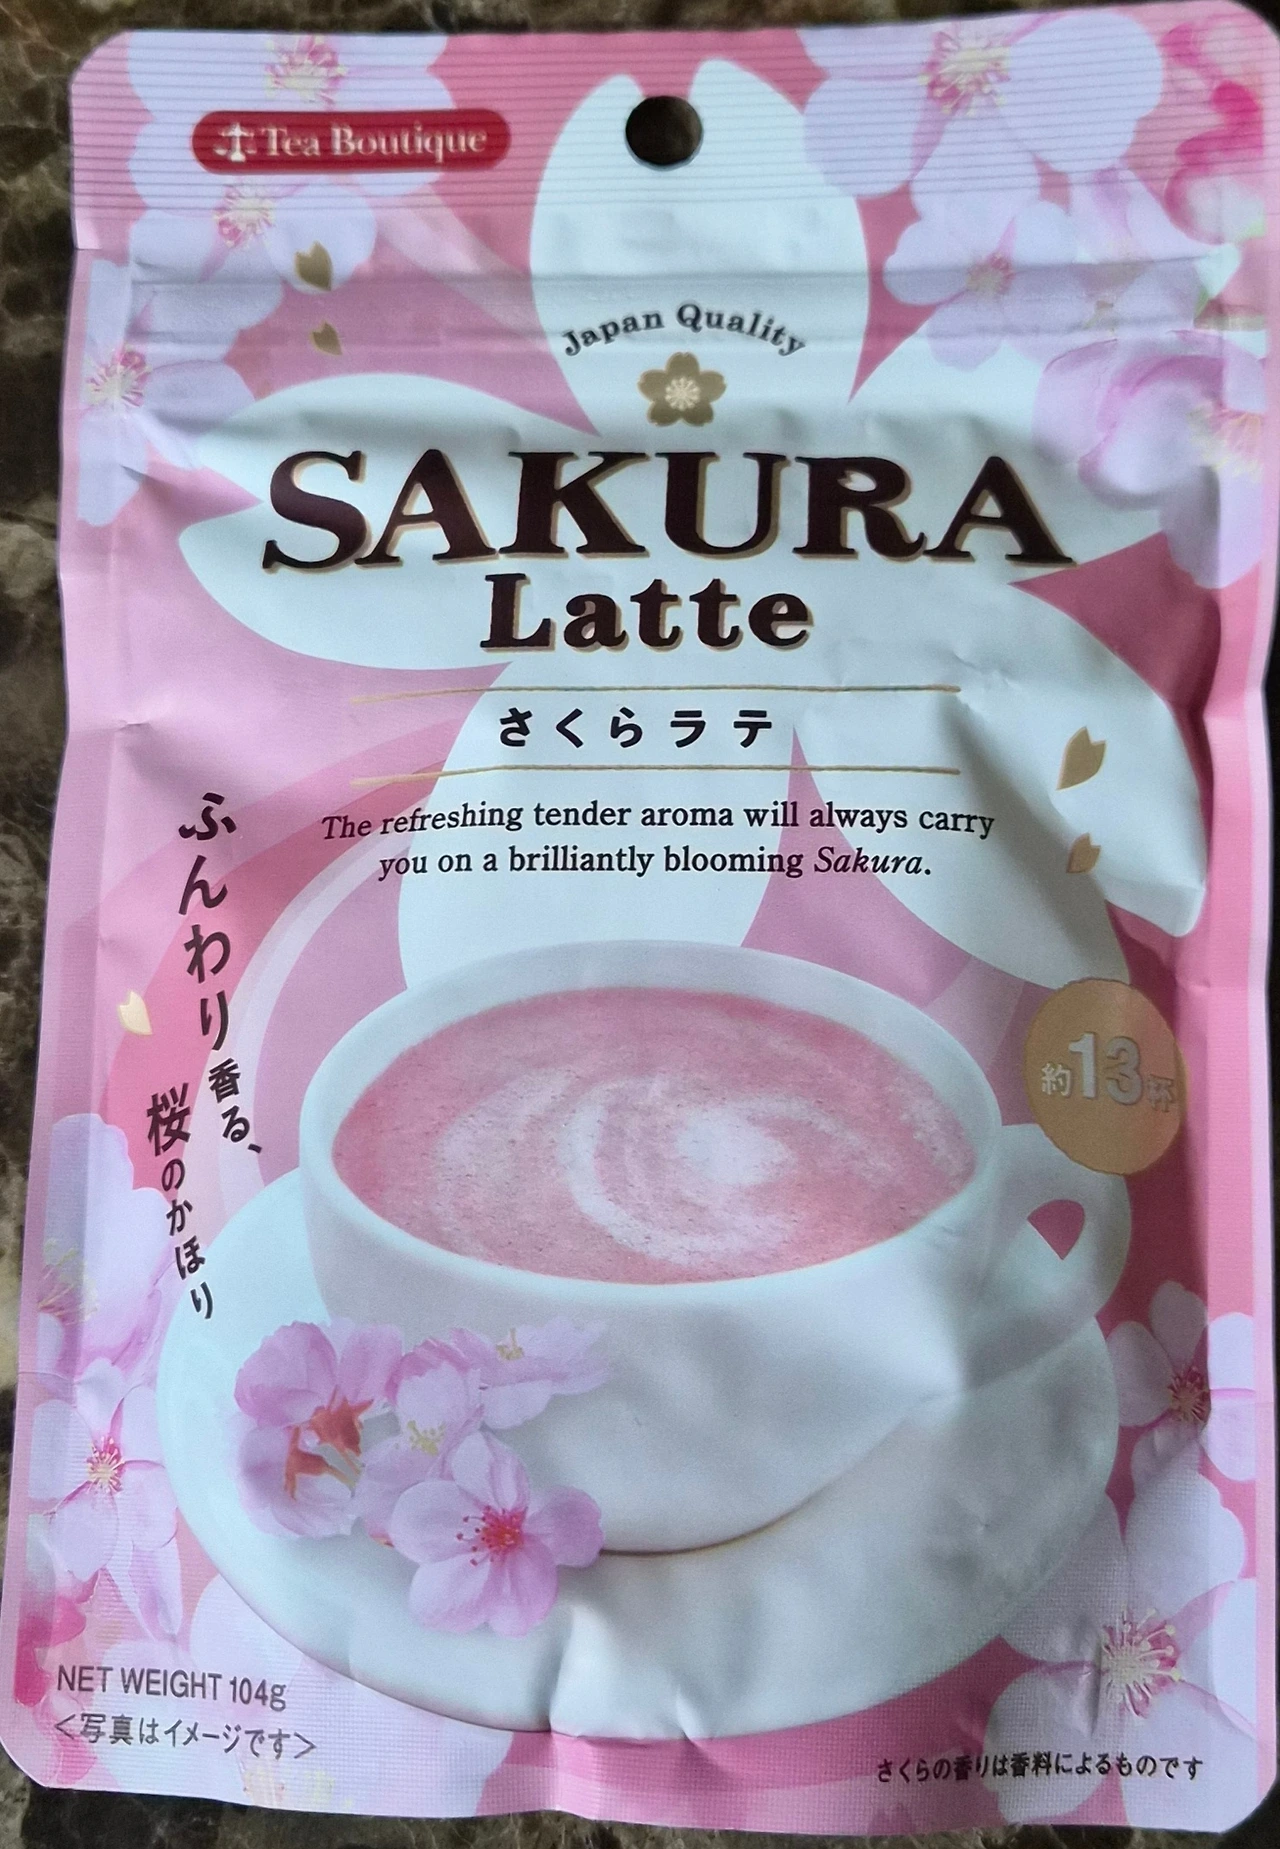 Tea Boutique
Japan Quality
SAKURA
Latte
さくらラテ
The refreshing tender aroma will always carry
you on a brilliantly blooming Sakura.
ふんわり香る、
桜のかほり
約13杯
NET WEIGHT 104g
<写真はイメージです>
さくらの香りは香料によるものです